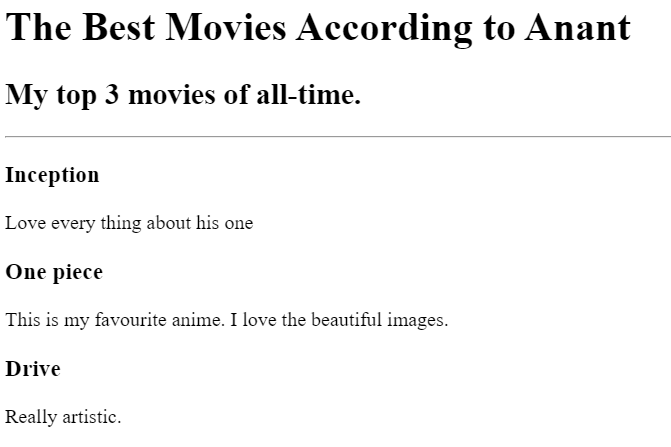 The Best Movies According to Anant
My top 3 movies of all-time.
Inception
Love every thing about his one
One piece
This is my favourite anime. I love the beautiful images.
Drive
Really artistic.